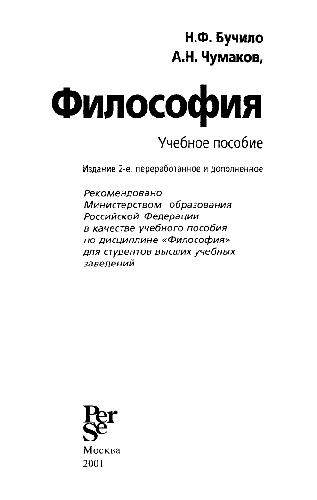 Н.Ф. Бучило
А.Н. Чумаков,
Философия
Учебное пособие
Издание 2-е, переработанное и дополненное
Рекомендовано
Министерством образования
Российской Федерации
в качестве учебного пособия
по дисциплине «Философия»
для студентов высших учебных
заведений
Per
Se
Москва
2001